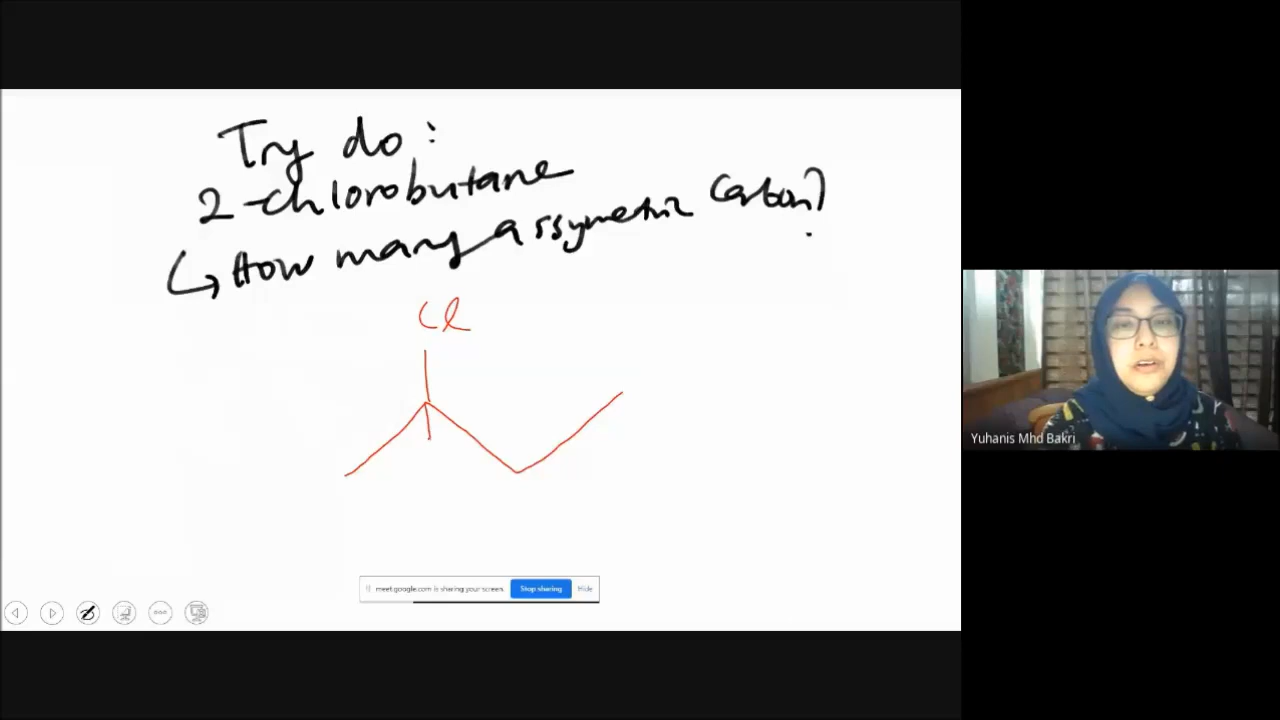 Try do :
2-chlorobutane
↳ How many assymetric Carbon?
Cl
meet.google.com is sharing your screen.
Stop sharing
Hide
Yuhanis Mhd Bakri